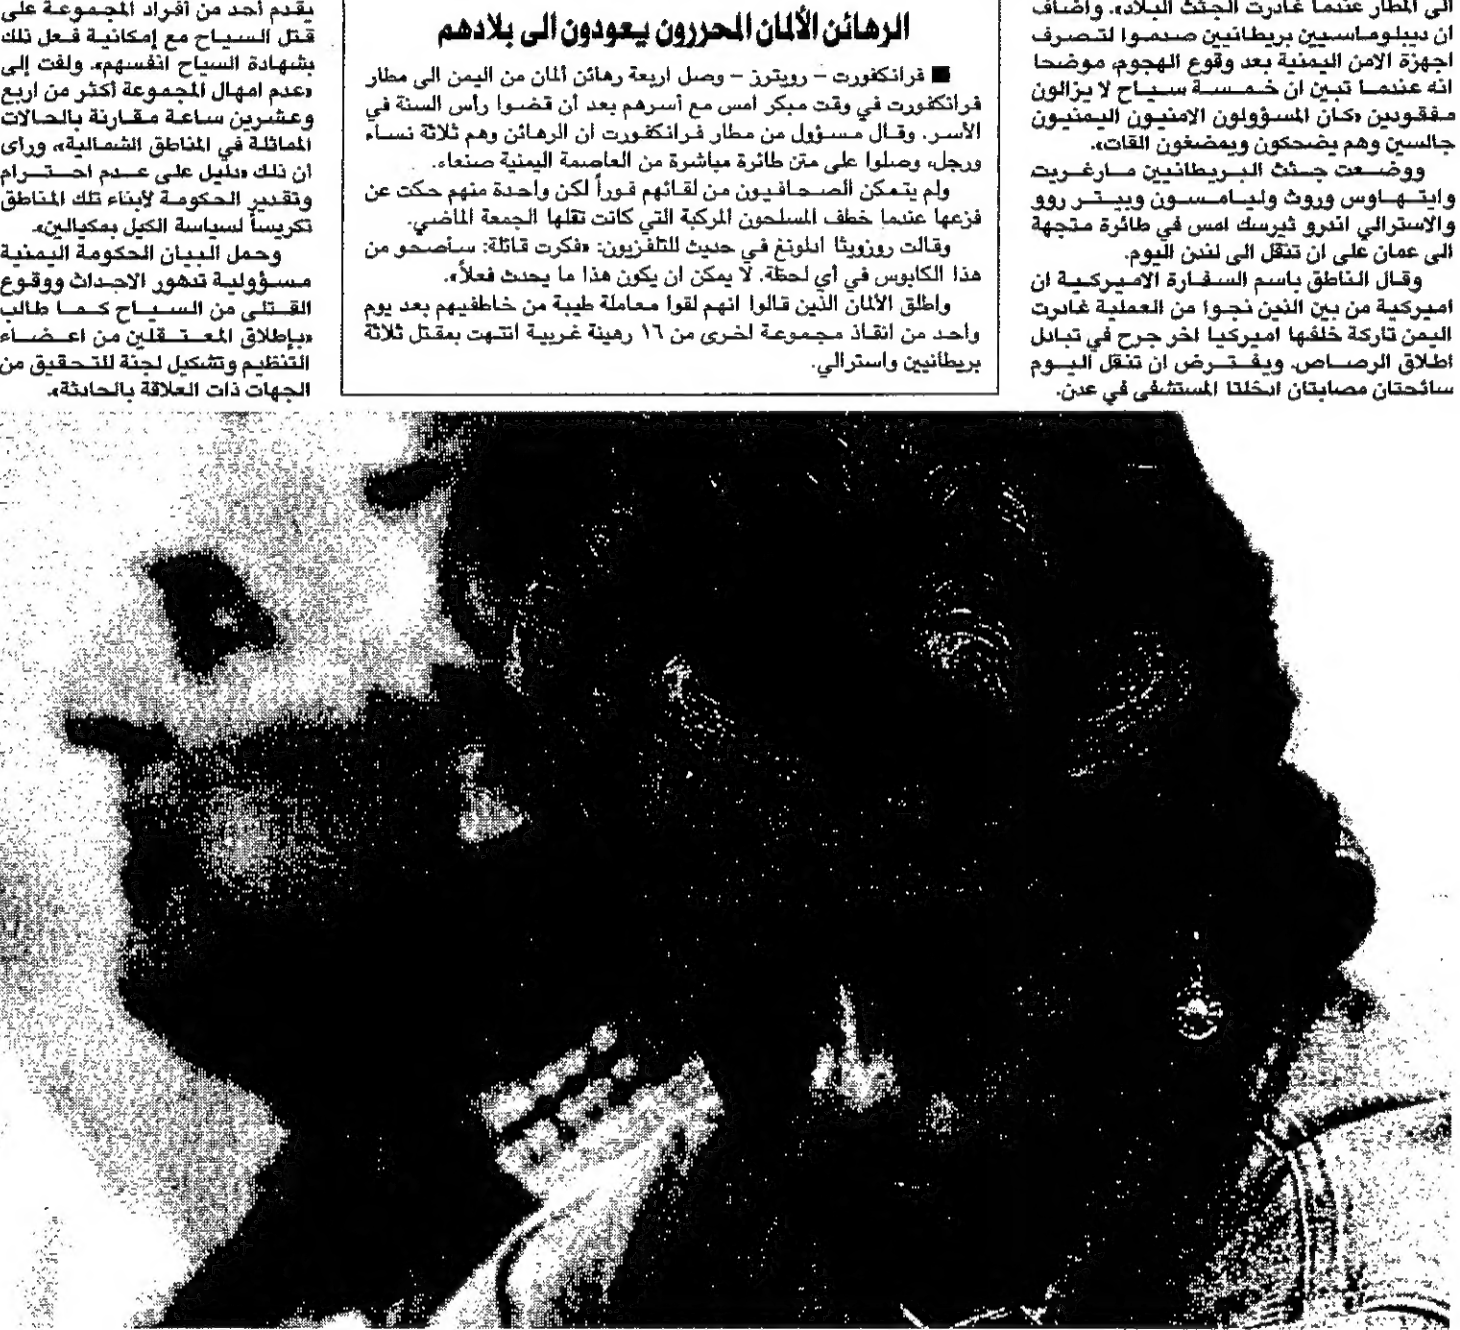 الى المطار عندما غادرت الجثث البلاد». واضاف
ان ديبلوماسيين بريطانيين صدموا لتصرف
اجهزة الامن اليمنية بعد وقوع الهجوم، موضحا
انه عندما تبين ان خمسة سياح لا يزالون
مفقودين «كان المسؤولون الامنيون اليمنيون
جالسين وهم يضحكون ويمضغون القات».
ووضعت جثث البريطانيين مارغريت
وايتهاوس وروث وليامسون وبيتر روو
والاسترالي اندرو ثيرسك امس في طائرة متجهة
الى عمان على ان تنقل الى لندن اليوم.
وقال الناطق باسم السفارة الاميركية ان
اميركية من بين الذين نجوا من العملية غادرت
اليمن تاركة خلفها اميركيا اخر جرح في تبادل
اطلاق الرصاص. ويفترض ان تنقل اليوم
سائحتان مصابتان ادخلتا المستشفى في عدن.
الرهائن الألمان المحررون يعودون الى بلادهم
■ فرانكفورت - رويترز - وصل اربعة رهائن ألمان من اليمن الى مطار
فرانكفورت في وقت مبكر امس مع أسرهم بعد أن قضوا رأس السنة في
الأسر. وقال مسؤول من مطار فرانكفورت ان الرهائن وهم ثلاثة نساء
ورجل، وصلوا على متن طائرة مباشرة من العاصمة اليمنية صنعاء.
ولم يتمكن الصحافيون من لقائهم فوراً لكن واحدة منهم حكت عن
فزعها عندما خطف المسلحون المركبة التي كانت تقلها الجمعة الماضي.
وقالت روزويثا ابلونغ في حديث للتلفزيون: «فكرت قائلة: سأصحو من
هذا الكابوس في أي لحظة. لا يمكن ان يكون هذا ما يحدث فعلاً».
واطلق الألمان الذين قالوا انهم لقوا معاملة طيبة من خاطفيهم بعد يوم
واحد من انقاذ مجموعة اخرى من ١٦ رهينة غربية انتهت بمقتل ثلاثة
بريطانيين واسترالي.
يقدم أحد من أفراد المجموعة على
قتل السياح مع إمكانية فعل ذلك
بشهادة السياح انفسهم». ولفت إلى
«عدم امهال المجموعة أكثر من اربع
وعشرين ساعة مقارنة بالحالات
المماثلة في المناطق الشمالية»، ورأى
أن ذلك «دليل على عدم احترام
وتقدير الحكومة لأبناء تلك المناطق
تكريساً لسياسة الكيل بمكيالين».
وحمل البيان الحكومة اليمنية
مسؤولية تدهور الاحداث ووقوع
القتلى من السياح كما طالب
«بإطلاق المعتقلين من اعضاء
التنظيم وتشكيل لجنة للتحقيق من
الجهات ذات العلاقة بالحادثة».